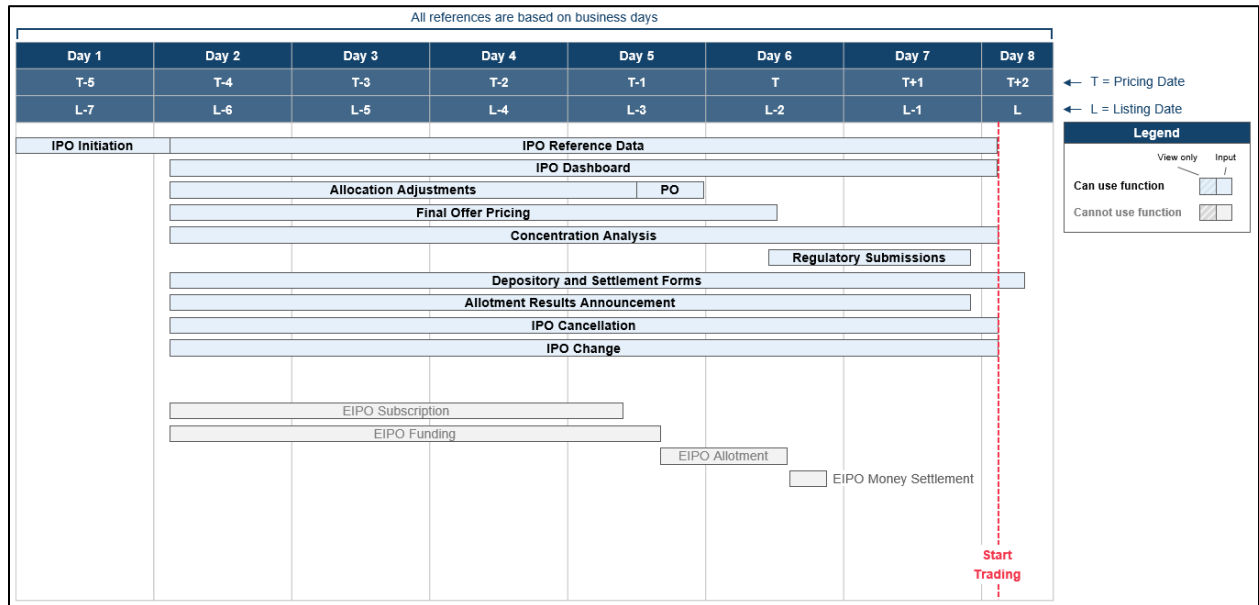 All references are based on business days
Day 1 Day 2 Day 3 Day 4 Day 5 Day 6 Day 7 Day 8
T-5 T-4 T-3 T-2 T-1 T T+1 T+2 ← T = Pricing Date
L-7 L-6 L-5 L-4 L-3 L-2 L-1 L ← L = Listing Date
Legend
View only Input
Can use function
Cannot use function
IPO Initiation IPO Reference Data
IPO Dashboard
Allocation Adjustments PO
Final Offer Pricing
Concentration Analysis
Regulatory Submissions
Depository and Settlement Forms
Allotment Results Announcement
IPO Cancellation
IPO Change
EIPO Subscription
EIPO Funding
EIPO Allotment
EIPO Money Settlement
Start
Trading